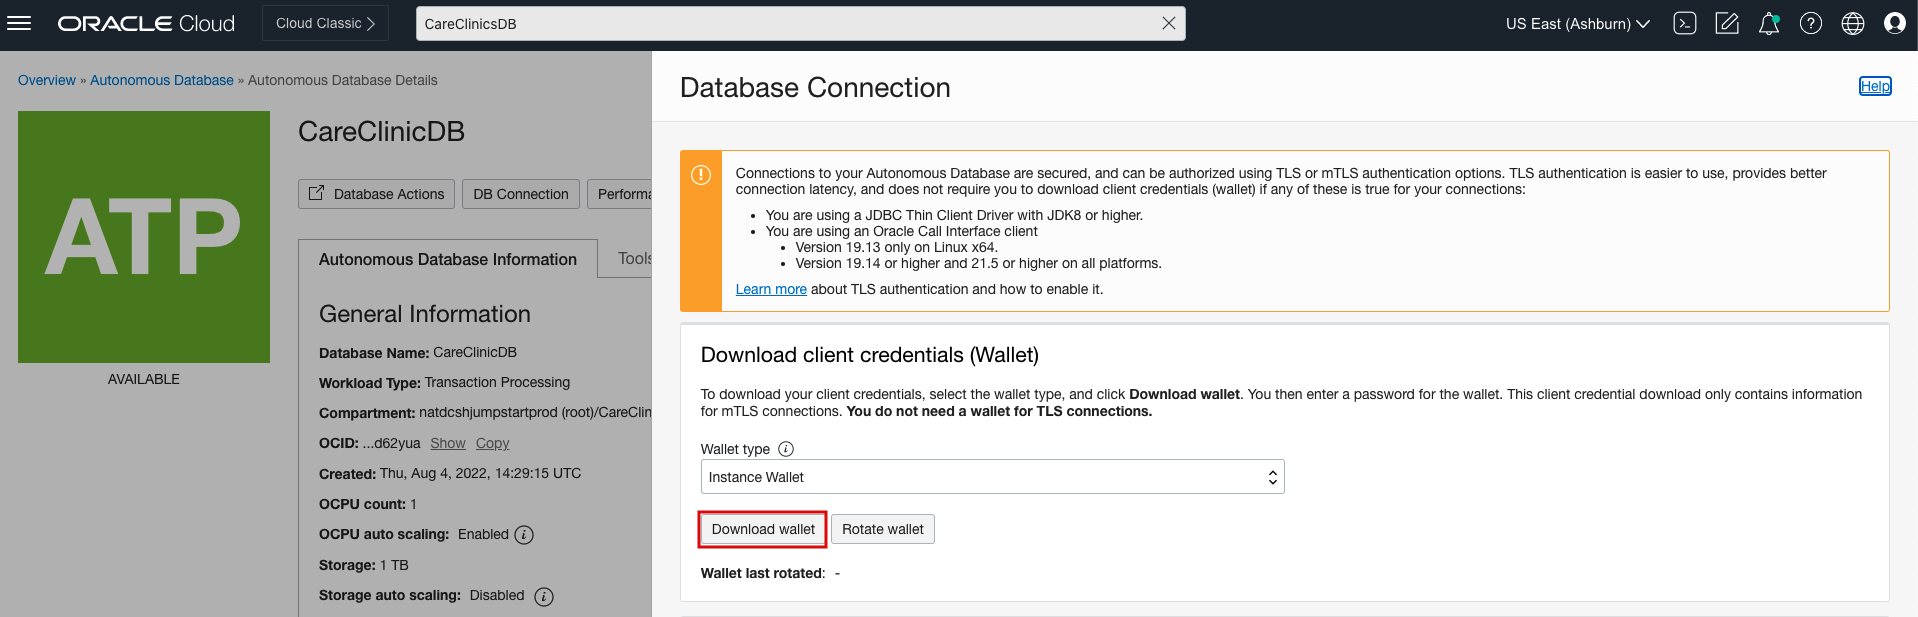 ORACLE Cloud
Cloud Classic
CareClinicsDB
US East (Ashburn)
Overview » Autonomous Database » Autonomous Database Details
ATP
AVAILABLE
CareClinicDB
Database Actions
DB Connection
Performa
Autonomous Database Information
Tools
General Information
Database Name: CareClinicDB
Workload Type: Transaction Processing
Compartment: natdcshjumpstartprod (root)/CareClin
OCID: ...d62yua Show Copy
Created: Thu, Aug 4, 2022, 14:29:15 UTC
OCPU count: 1
OCPU auto scaling: Enabled
Storage: 1 TB
Storage auto scaling: Disabled
Database Connection
Help
Connections to your Autonomous Database are secured, and can be authorized using TLS or mTLS authentication options. TLS authentication is easier to use, provides better
connection latency, and does not require you to download client credentials (wallet) if any of these is true for your connections:
• You are using a JDBC Thin Client Driver with JDK8 or higher.
• You are using an Oracle Call Interface client
• Version 19.13 only on Linux x64.
• Version 19.14 or higher and 21.5 or higher on all platforms.
Learn more about TLS authentication and how to enable it.
Download client credentials (Wallet)
To download your client credentials, select the wallet type, and click Download wallet. You then enter a password for the wallet. This client credential download only contains information
for mTLS connections. You do not need a wallet for TLS connections.
Wallet type
Instance Wallet
Download wallet
Rotate wallet
Wallet last rotated: -